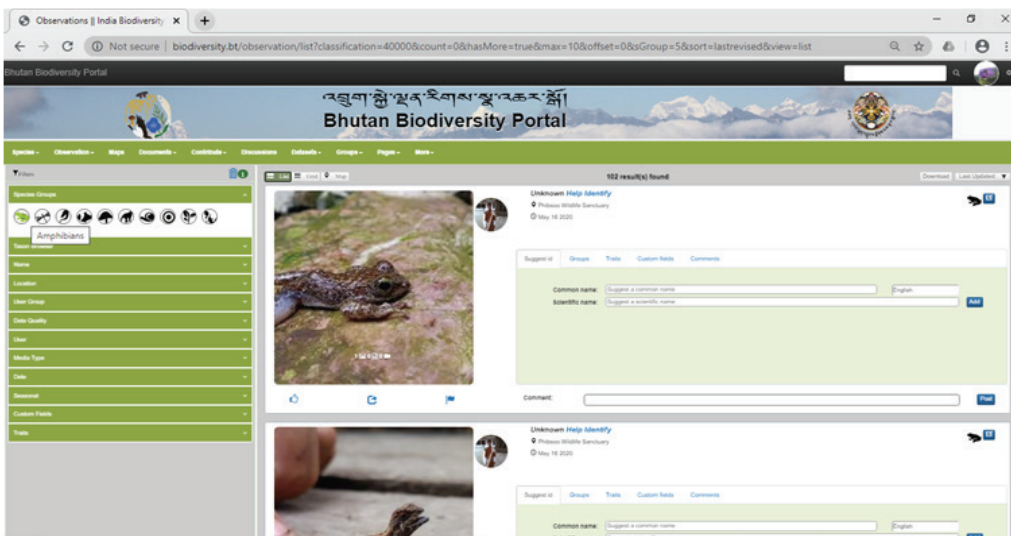 Observations || India Biodiversity
Not secure | biodiversity.bt/observation/list?classification=40000&count=0&hasMore=true&max=10&offset=0&sGroup=5&sort=lastrevised&view=list
Bhutan Biodiversity Portal
Bhutan Biodiversity Portal
Species Observation Maps Documents Contribute Discussions Datasets Groups Pages More
Filters
List Grid Map
102 result(s) found
Download Last Updated
Species Groups
Amphibians
Taxon Browser
Name
Location
User Group
Data Quality
User
Media Type
Date
Seasonal
Custom Fields
Traits
Unknown Help Identify
Phibsoo Wildlife Sanctuary
May 16 2020
Suggest id Groups Traits Custom fields Comments
Common name: Suggest a common name English
Scientific name: Suggest a scientific name Add
Comment: Post
Unknown Help Identify
Phibsoo Wildlife Sanctuary
May 16 2020
Suggest id Groups Traits Custom fields Comments
Common name: Suggest a common name English